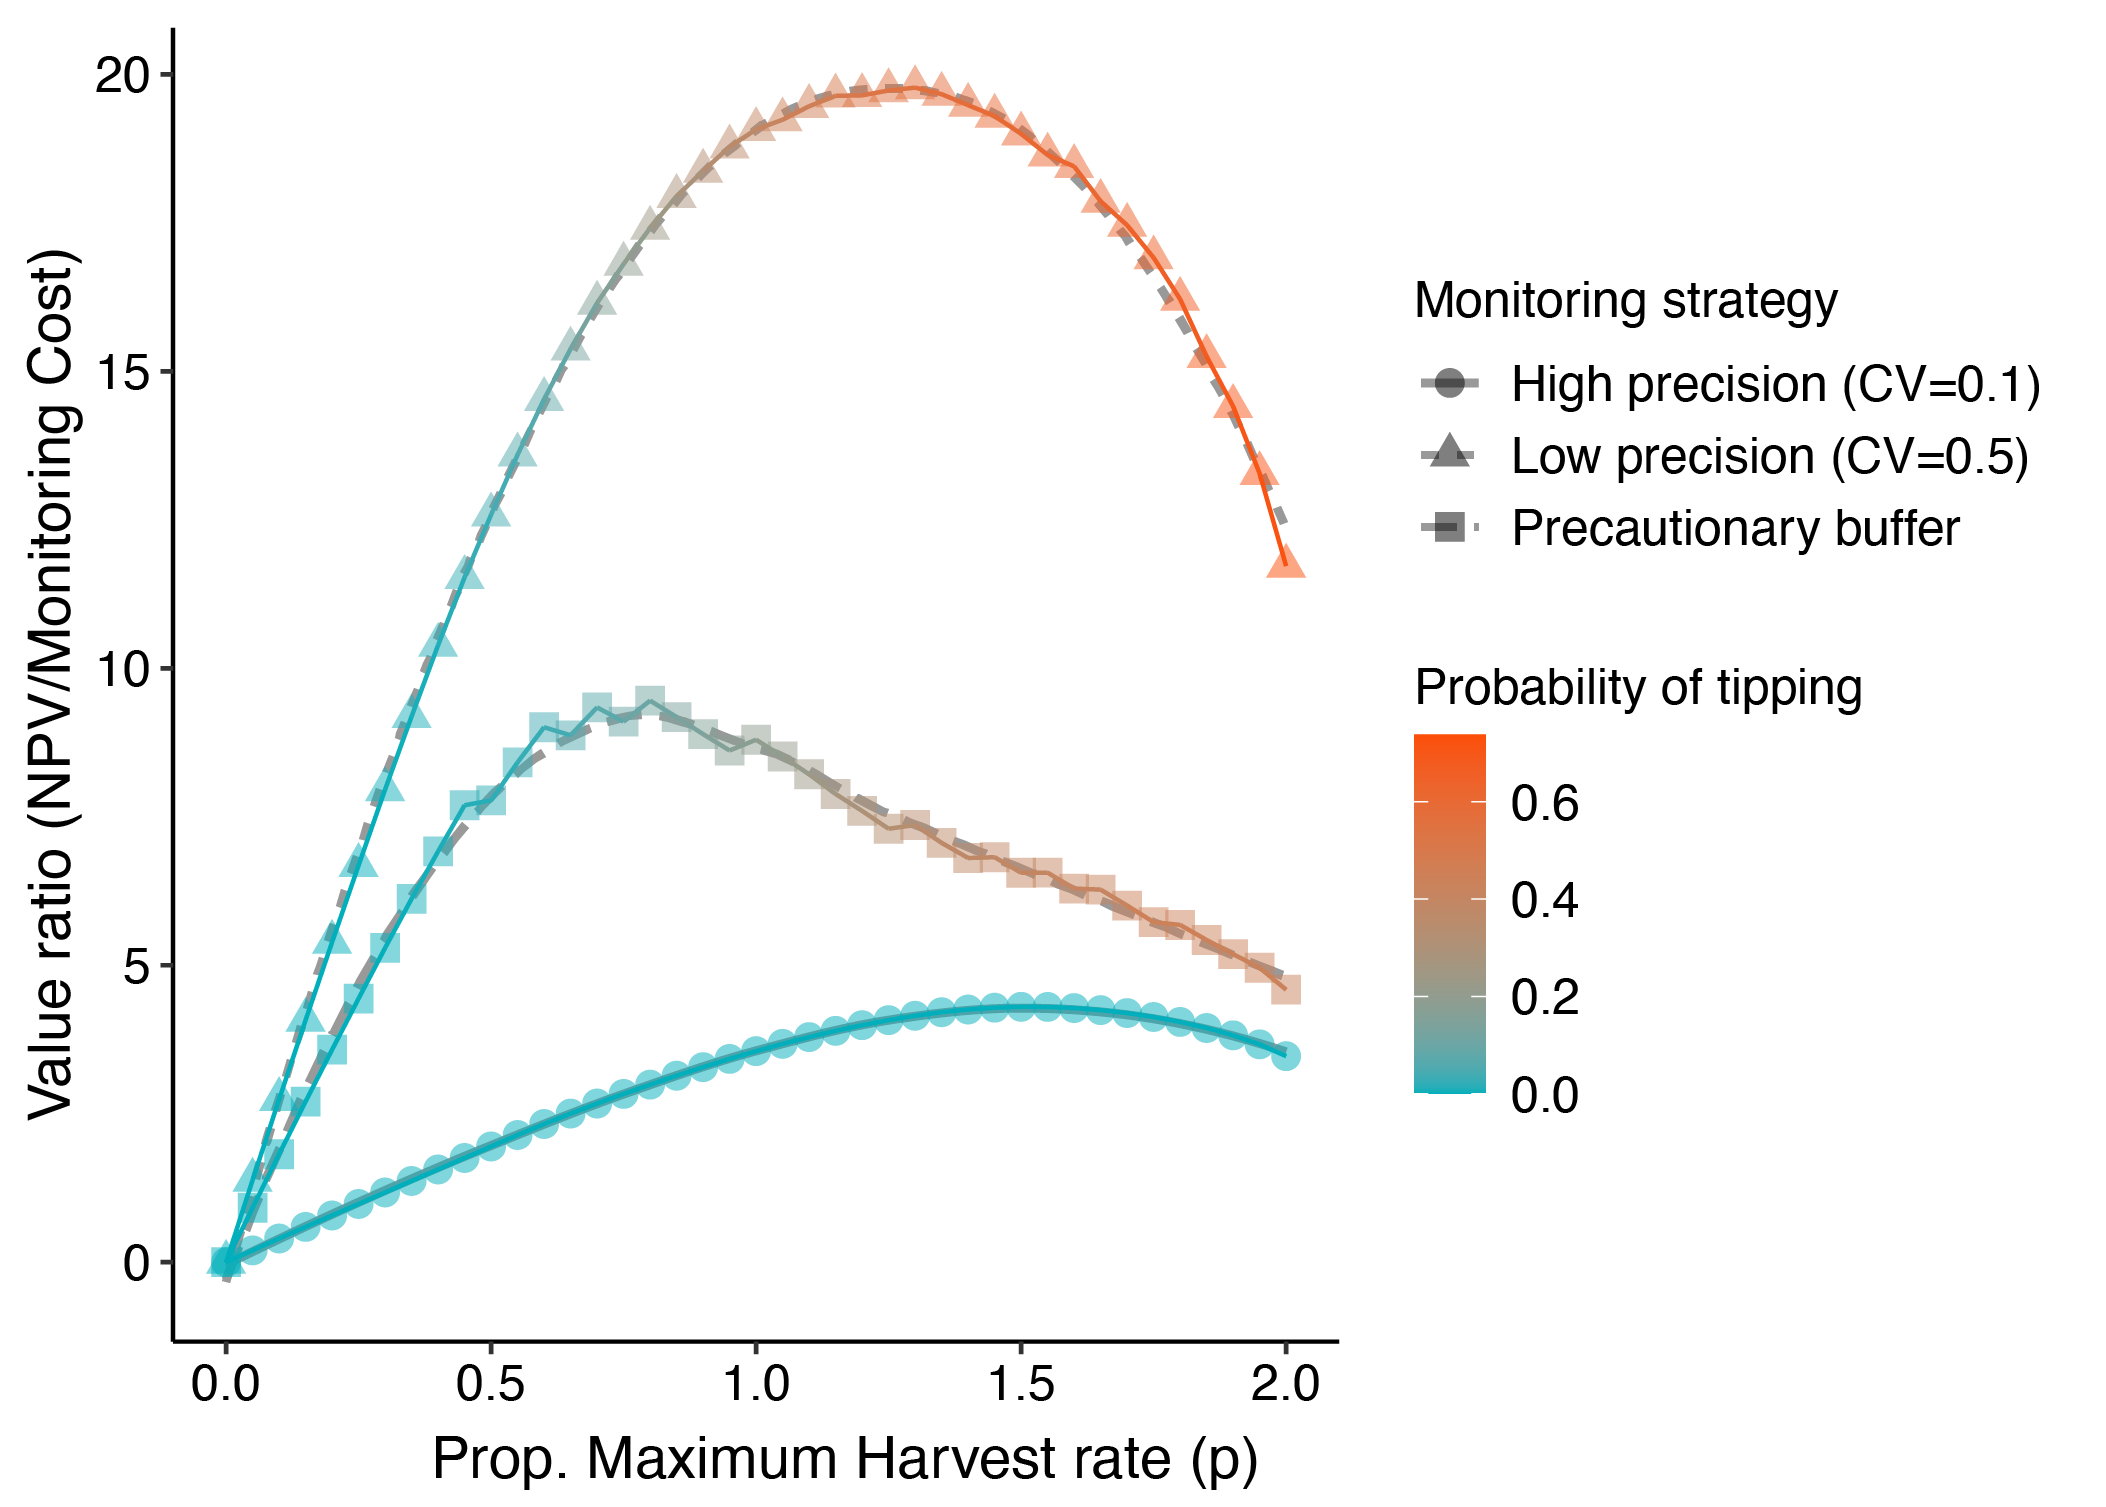 Value ratio (NPV/Monitoring Cost)
20
15
10
5
0
0.0
0.5
1.0
1.5
2.0
Prop. Maximum Harvest rate (p)
Monitoring strategy
High precision (CV=0.1)
Low precision (CV=0.5)
Precautionary buffer
Probability of tipping
0.6
0.4
0.2
0.0